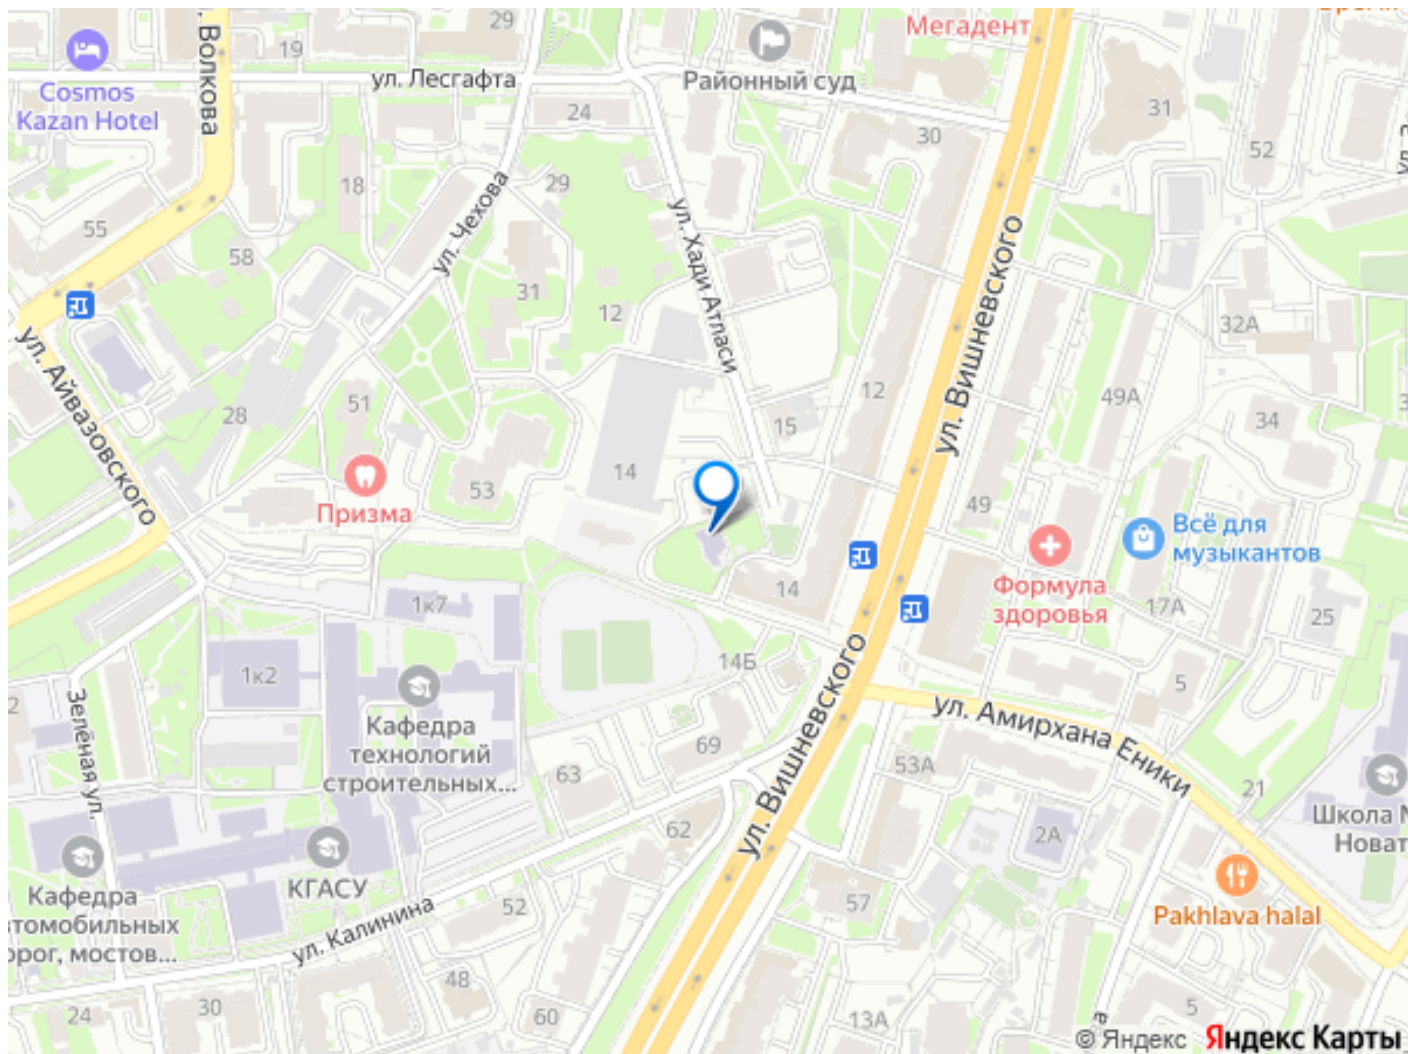 29
Мегадент
ул. Волкова
19
Cosmos
Kazan Hotel
ул. Лесгафта
Районный суд
24
30
31
52
18
29
ул. Чехова
ул. Хади Атласи
55
58
31
12
ул. Вишневского
32А
ул. Айвазовского
28
51
Призма
53
14
15
12
49А
34
49
Всё для
музыкантов
Формула
здоровья
17А
25
14
1к7
1к2
14Б
5
Зелёная ул.
Кафедра
технологий
строительных...
69
63
62
ул. Вишневского
ул. Амирхана Еники
53А
2А
21
Школа
Новат
КГАСУ
Кафедра
втомобильных
орог, мостов...
ул. Калинина
52
57
Pakhlava halal
48
30
24
60
13А
5
© Яндекс Яндекс Карты